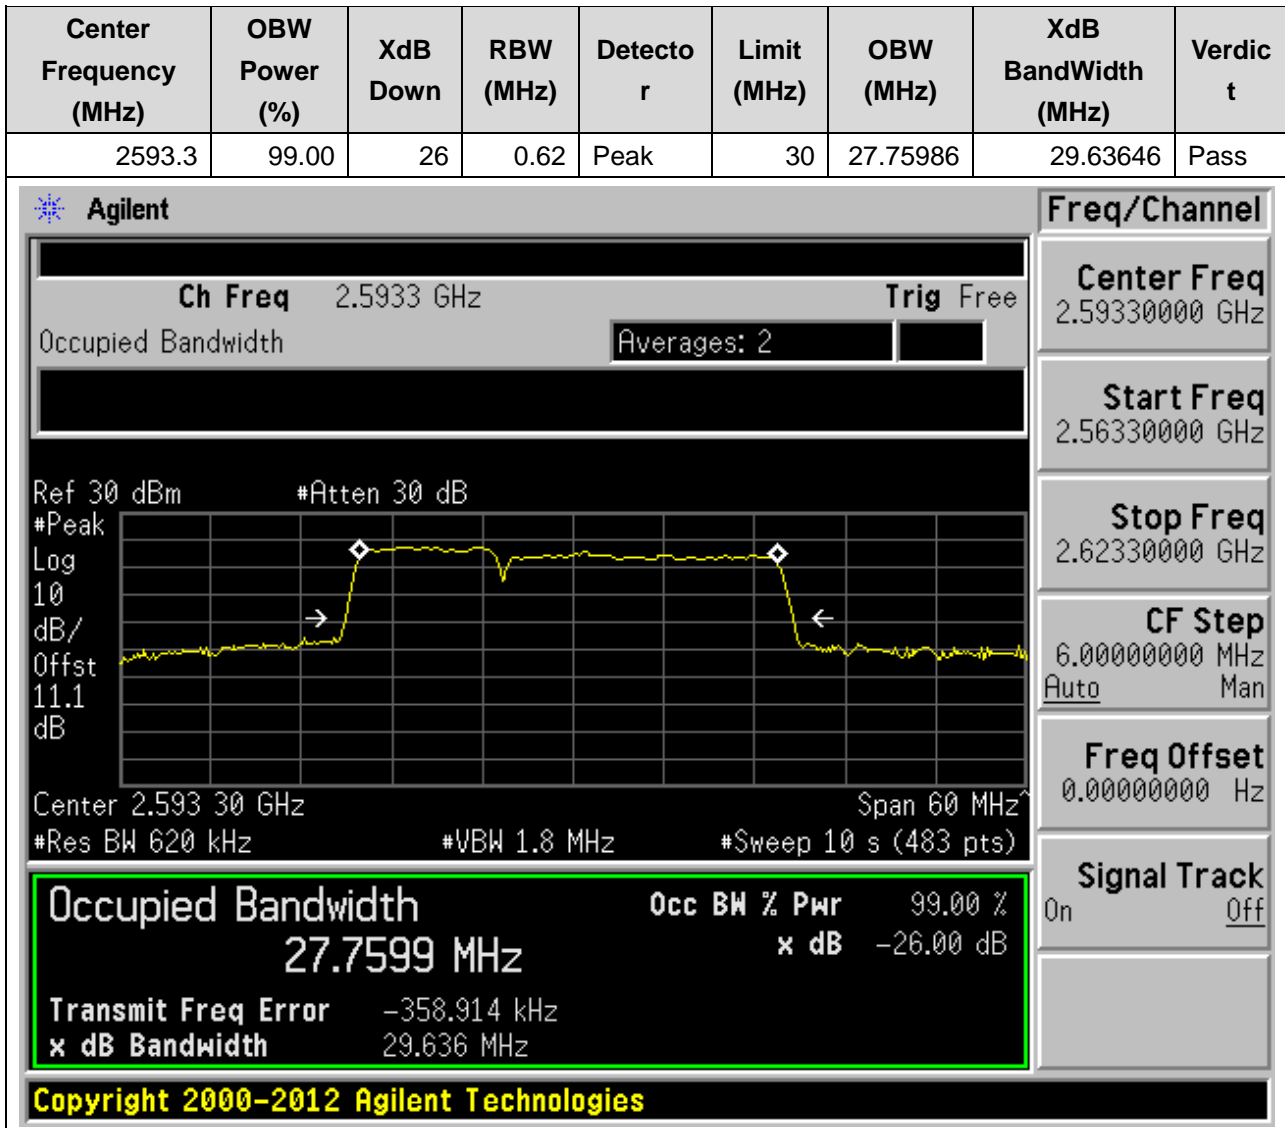 Center Frequency (MHz) OBW Power (%) XdB Down RBW (MHz) Detecto r Limit (MHz) OBW (MHz) XdB BandWidth (MHz) Verdic t
2593.3 99.00 26 0.62 Peak 30 27.75986 29.63646 Pass
Agilent
Freq/Channel
Ch Freq 2.5933 GHz Trig Free
Occupied Bandwidth Averages: 2
Center Freq
2.59330000 GHz
Start Freq
2.56330000 GHz
Stop Freq
2.62330000 GHz
CF Step
6.00000000 MHz
Auto Man
Freq Offset
0.00000000 Hz
Signal Track
On Off
Ref 30 dBm #Atten 30 dB
#Peak
Log
10
dB/
Offst
11.1
dB
Center 2.593 30 GHz Span 60 MHz^
#Res BW 620 kHz #VBW 1.8 MHz #Sweep 10 s (483 pts)
Occupied Bandwidth Occ BW % Pwr 99.00 %
27.7599 MHz x dB -26.00 dB
Transmit Freq Error -358.914 kHz
x dB Bandwidth 29.636 MHz
Copyright 2000-2012 Agilent Technologies